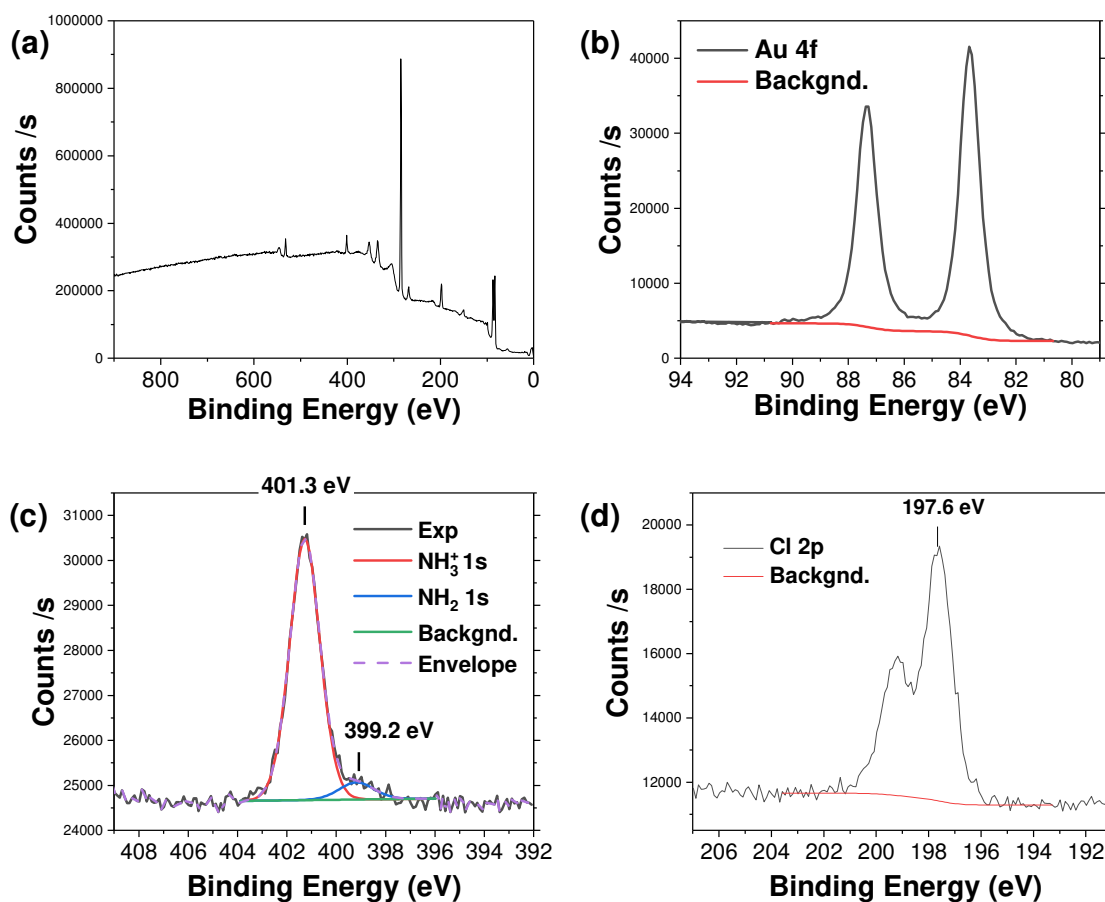 (a)
1000000
800000
600000
400000
200000
0
800 600 400 200 0
Counts /s
Binding Energy (eV)
(b)
Au 4f
Backgnd.
40000
30000
20000
10000
0
94 92 90 88 86 84 82 80
Counts /s
Binding Energy (eV)
(c)
401.3 eV
399.2 eV
Exp
NH₃⁺ 1s
NH₂ 1s
Backgnd.
Envelope
31000
30000
29000
28000
27000
26000
25000
24000
408 406 404 402 400 398 396 394 392
Counts /s
Binding Energy (eV)
(d)
197.6 eV
Cl 2p
Backgnd.
20000
18000
16000
14000
12000
206 204 202 200 198 196 194 192
Counts /s
Binding Energy (eV)